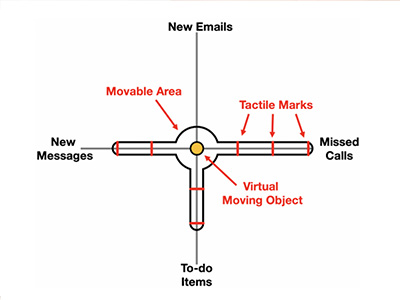 New Emails
Movable Area
Tactile Marks
New
Messages
Missed
Calls
Virtual
Moving Object
To-do
Items